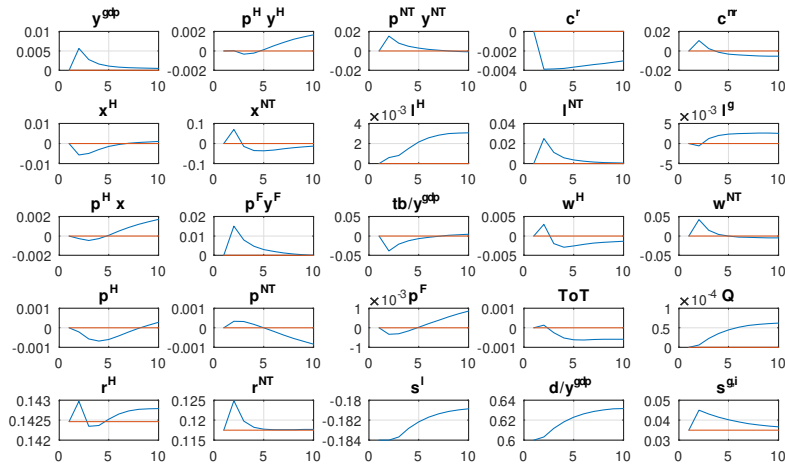 y^gdp p^H y^H p^NT y^NT c^r c^nr
0.01 0.002 0.02 0 0.02
0.005 0 0 -0.002 0
0 -0.002 -0.02 -0.004 -0.02
0 5 10 0 5 10 0 5 10 0 5 10 0 5 10
x^H x^NT ×10^-3 l^H l^NT ×10^-3 l^g
0.01 0.1 4 0.04 5
0 0 2 0.02 0
-0.01 -0.1 0 0 -5
0 5 10 0 5 10 0 5 10 0 5 10 0 5 10
p^H x p^F y^F tb/y^gdp w^H w^NT
0.002 0.02 0.05 0.005 0.05
0 0.01 0 0 0
-0.002 0 -0.05 -0.005 -0.05
0 5 10 0 5 10 0 5 10 0 5 10 0 5 10
p^H p^NT ×10^-3 p^F ToT ×10^-4 Q
0.001 0.001 1 0.001 1
0 0 0 0 0.5
-0.001 -0.001 -1 -0.001 0
0 5 10 0 5 10 0 5 10 0 5 10 0 5 10
r^H r^NT s^l d/y^gdp s^g,i
0.143 0.125 -0.18 0.64 0.05
0.1425 0.12 -0.182 0.62 0.04
0.142 0.115 -0.184 0.6 0.03
0 5 10 0 5 10 0 5 10 0 5 10 0 5 10